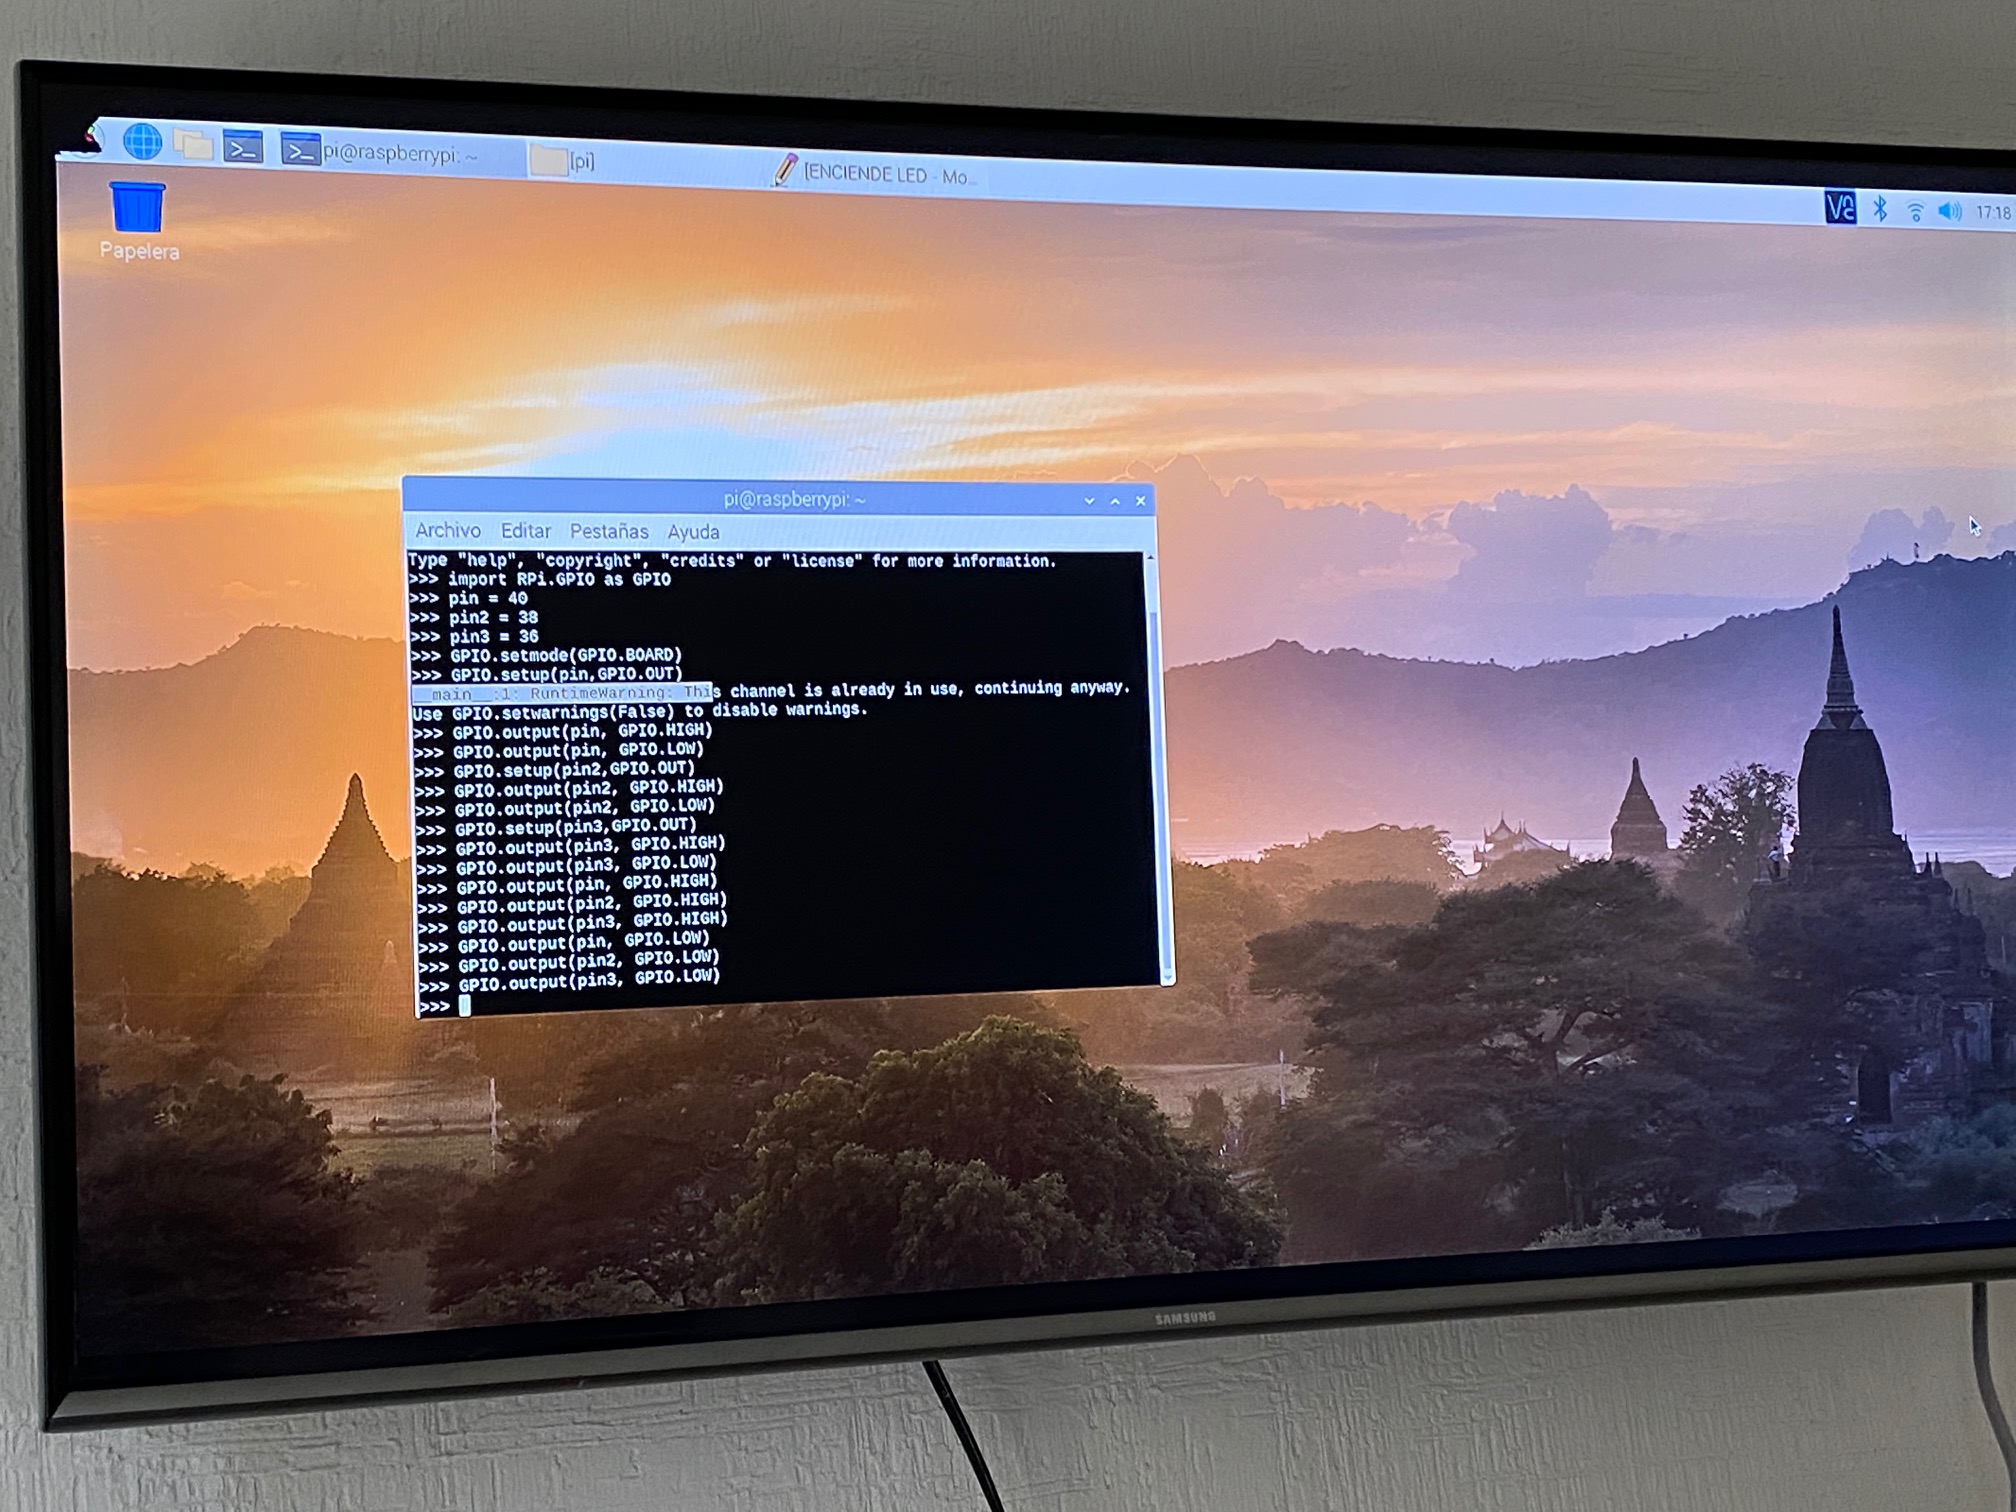 pi@raspberrypi: ~
[pi]
[ENCIENDE LED - Mo...
17:18
Papelera
pi@raspberrypi: ~
Archivo Editar Pestañas Ayuda
Type "help", "copyright", "credits" or "license" for more information.
>>> import RPi.GPIO as GPIO
>>> pin = 40
>>> pin2 = 38
>>> pin3 = 36
>>> GPIO.setmode(GPIO.BOARD)
>>> GPIO.setup(pin,GPIO.OUT)
__main__:1: RuntimeWarning: This channel is already in use, continuing anyway.
Use GPIO.setwarnings(False) to disable warnings.
>>> GPIO.output(pin, GPIO.HIGH)
>>> GPIO.output(pin, GPIO.LOW)
>>> GPIO.setup(pin2,GPIO.OUT)
>>> GPIO.output(pin2, GPIO.HIGH)
>>> GPIO.output(pin2, GPIO.LOW)
>>> GPIO.setup(pin3,GPIO.OUT)
>>> GPIO.output(pin3, GPIO.HIGH)
>>> GPIO.output(pin3, GPIO.LOW)
>>> GPIO.output(pin, GPIO.HIGH)
>>> GPIO.output(pin2, GPIO.HIGH)
>>> GPIO.output(pin3, GPIO.HIGH)
>>> GPIO.output(pin, GPIO.LOW)
>>> GPIO.output(pin2, GPIO.LOW)
>>> GPIO.output(pin3, GPIO.LOW)
>>>
SAMSUNG